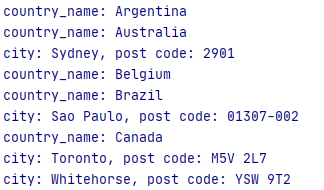 country_name: Argentina
country_name: Australia
city: Sydney, post code: 2901
country_name: Belgium
country_name: Brazil
city: Sao Paulo, post code: 01307-002
country_name: Canada
city: Toronto, post code: M5V 2L7
city: Whitehorse, post code: YSW 9T2